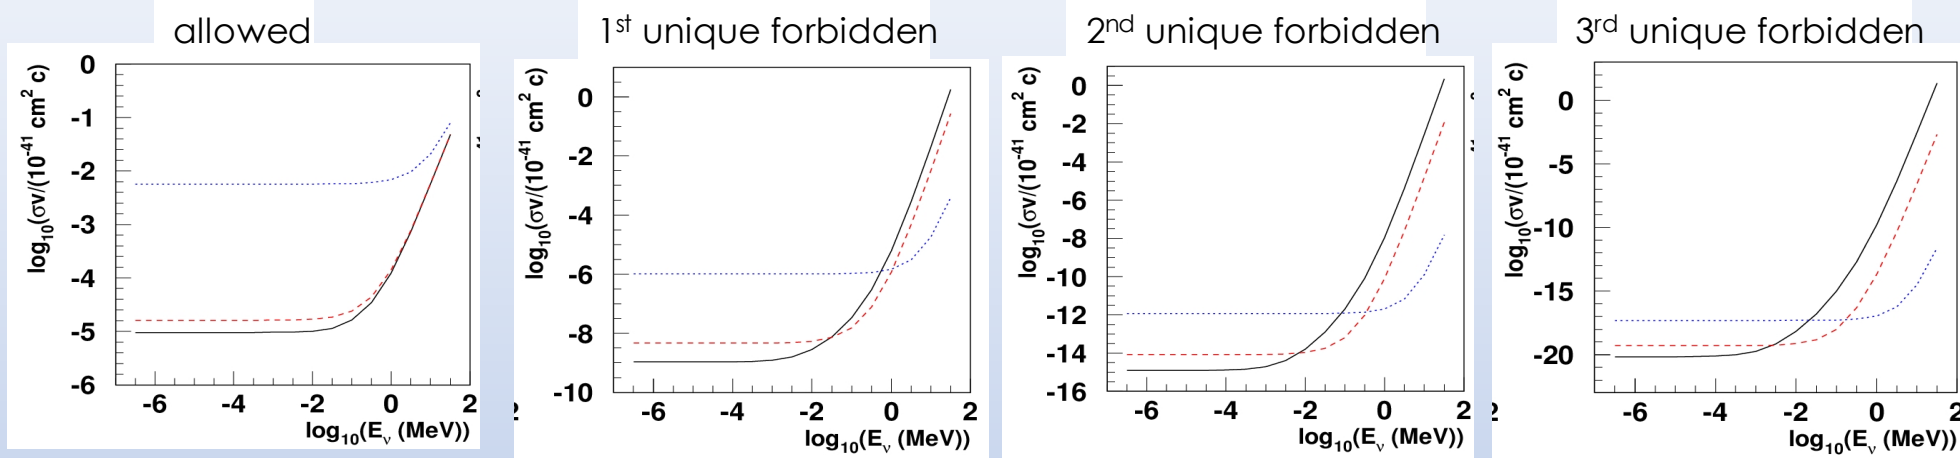 allowed
0
-1
-2
-3
-4
-5
-6
-6 -4 -2 0 2
log10(Eν (MeV))
log10(σν/(10-41 cm2 c)
1st unique forbidden
0
-2
-4
-6
-8
-10
-6 -4 -2 0 2
log10(Eν (MeV))
log10(σν/(10-41 cm2 c)
2nd unique forbidden
0
-2
-4
-6
-8
-10
-12
-14
-16
-6 -4 -2 0 2
log10(Eν (MeV))
log10(σν/(10-41 cm2 c)
3rd unique forbidden
0
-5
-10
-15
-20
-6 -4 -2 0 2
log10(Eν (MeV))
log10(σν/(10-41 cm2 c)